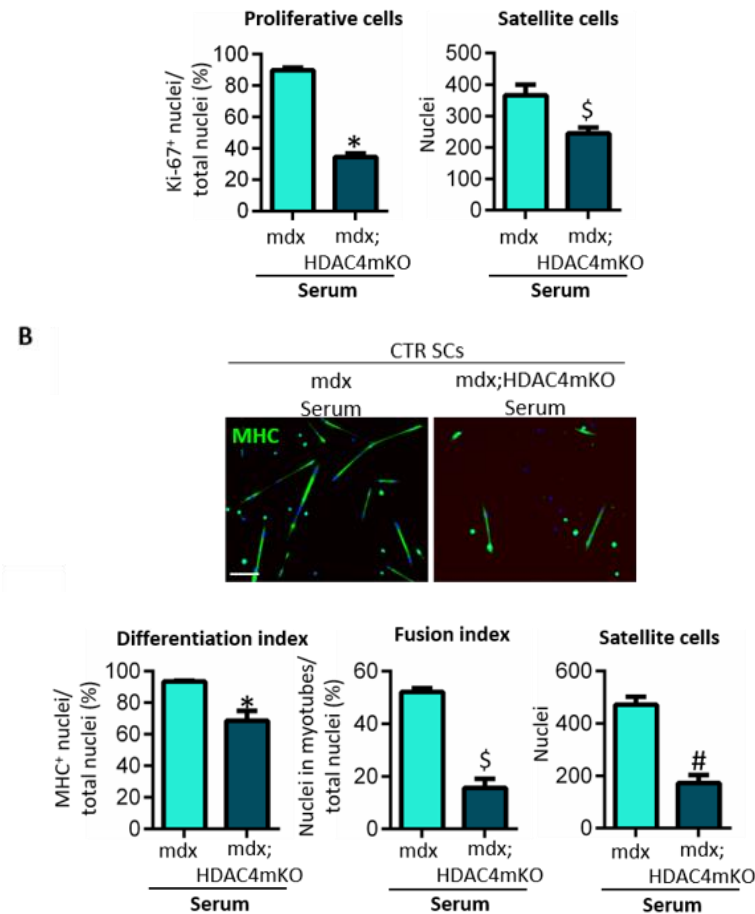 Proliferative cells
Ki-67⁺ nuclei/
total nuclei (%)
100
80
60
40
20
0
*
mdx mdx;
HDAC4mKO
Serum
Satellite cells
Nuclei
500
400
300
200
100
0
$
mdx mdx;
HDAC4mKO
Serum
B
CTR SCs
mdx mdx;HDAC4mKO
Serum Serum
MHC
Differentiation index
MHC⁺ nuclei/
total nuclei (%)
100
80
60
40
20
0
*
mdx mdx;
HDAC4mKO
Serum
Fusion index
Nuclei in myotubes/
total nuclei (%)
60
40
20
0
$
mdx mdx;
HDAC4mKO
Serum
Satellite cells
Nuclei
600
400
200
0
#
mdx mdx;
HDAC4mKO
Serum